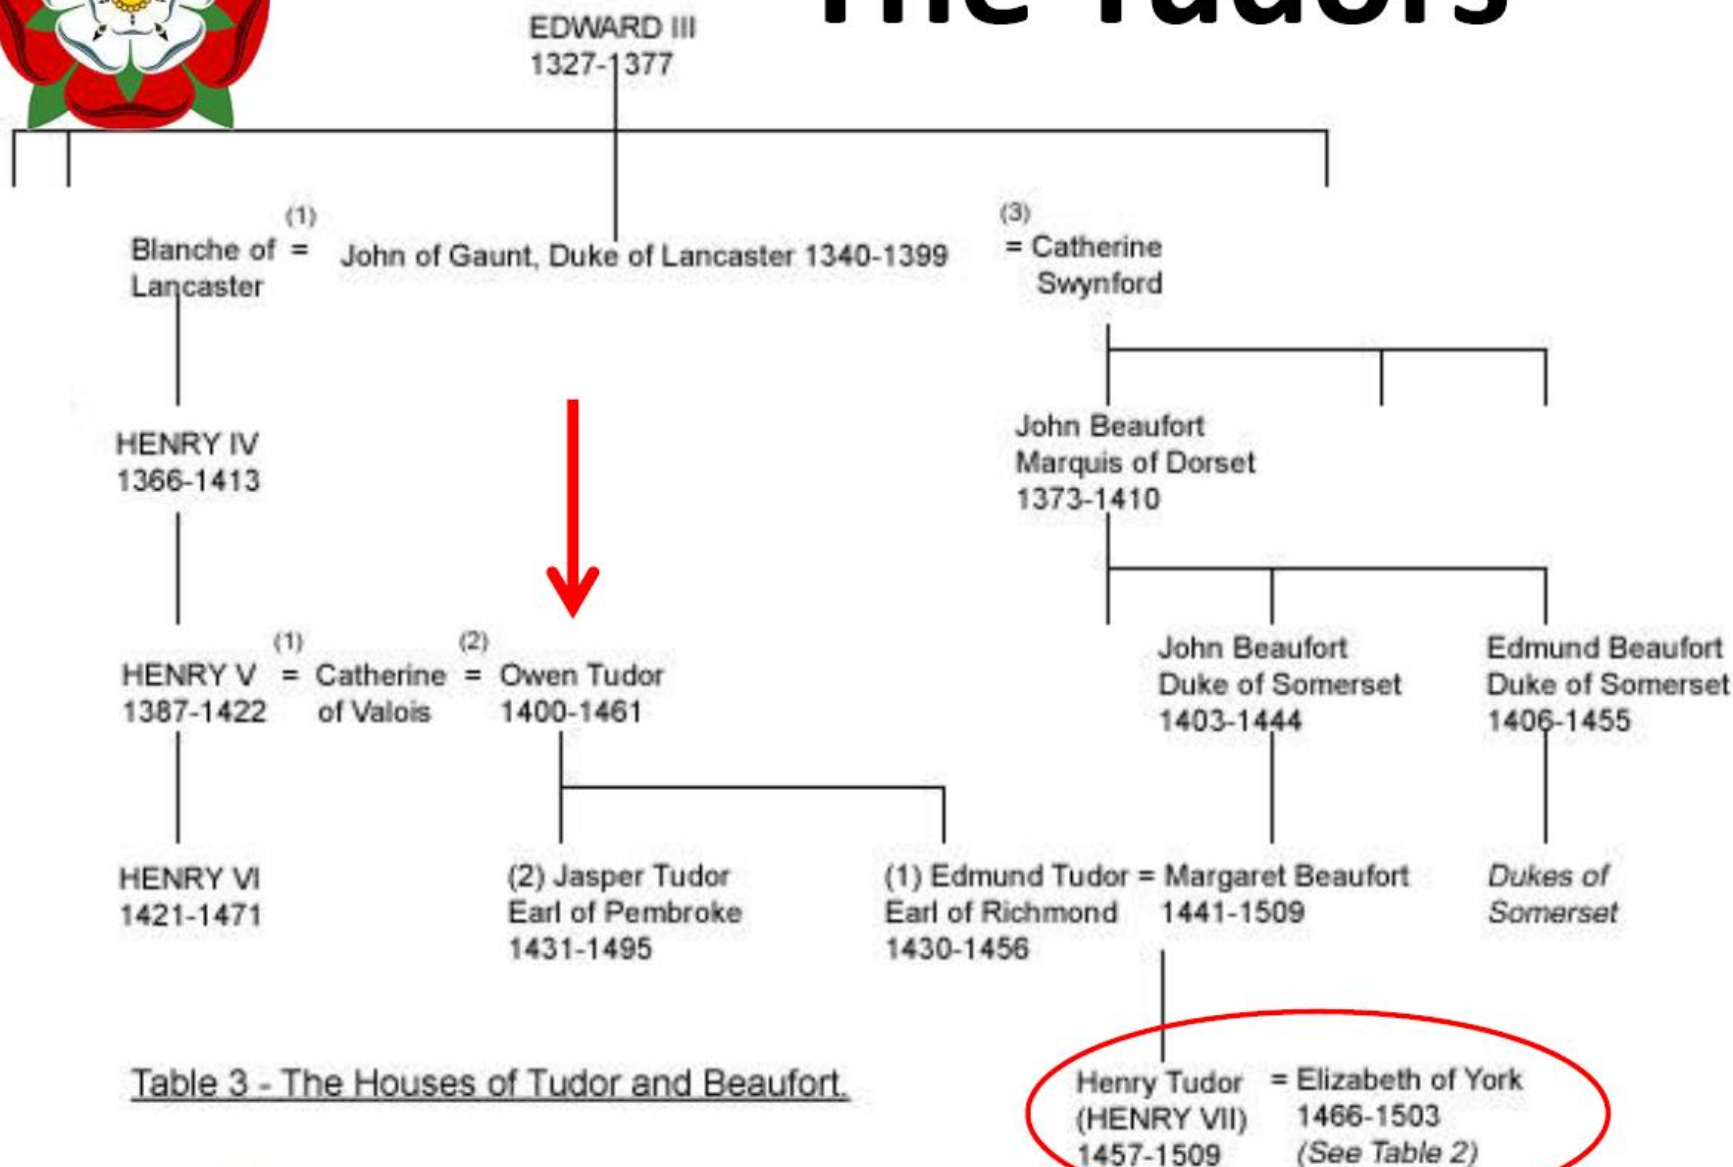 The Tudors
EDWARD III
1327-1377
(1)
(3)
Blanche of = John of Gaunt, Duke of Lancaster 1340-1399 = Catherine
Lancaster
Swynford
HENRY IV
1366-1413
John Beaufort
Marquis of Dorset
1373-1410
(1)
(2)
HENRY V = Catherine = Owen Tudor
1387-1422 of Valois 1400-1461
John Beaufort
Duke of Somerset
1403-1444
Edmund Beaufort
Duke of Somerset
1406-1455
HENRY VI
1421-1471
(2) Jasper Tudor
Earl of Pembroke
1431-1495
(1) Edmund Tudor = Margaret Beaufort
Earl of Richmond 1441-1509
1430-1456
Dukes of
Somerset
Table 3 - The Houses of Tudor and Beaufort.
Henry Tudor = Elizabeth of York
(HENRY VII) 1466-1503
1457-1509 (See Table 2)